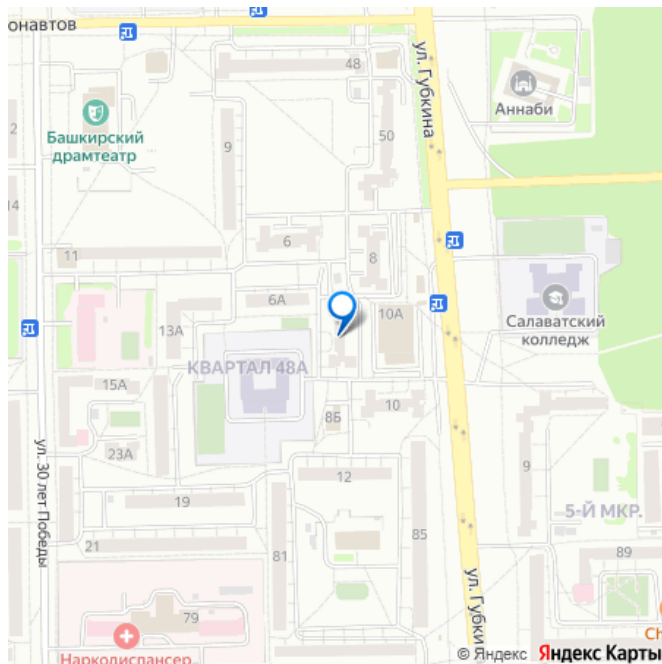 онавтов
48
ул. Губкина
Аннаби
50
Башкирский
драмтеатр
9
14
6
8
11
6А
10А
13А
Салаватский
колледж
КВАРТАЛ 48А
15А
8Б
10
23А
ул. 30 лет Победы
12
9
19
5-Й МКР.
85
21
81
89
ул. Губки
79
Ch
Наркодиспансер
© Яндекс Яндекс Карты